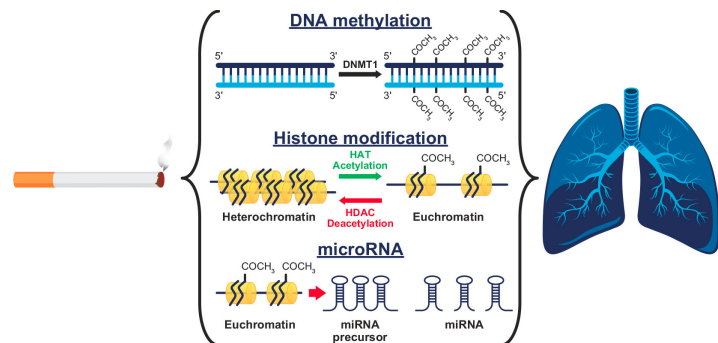 DNA methylation
5' 3' 5' 3'
COCH₃ COCH₃ COCH₃ COCH₃
DNMT1
3' 5' 3' 5'
COCH₃ COCH₃ COCH₃ COCH₃
Histone modification
HAT
Acetylation
COCH₃ COCH₃
Heterochromatin
HDAC
Deacetylation
Euchromatin
microRNA
COCH₃ COCH₃
Euchromatin
miRNA
precursor
miRNA